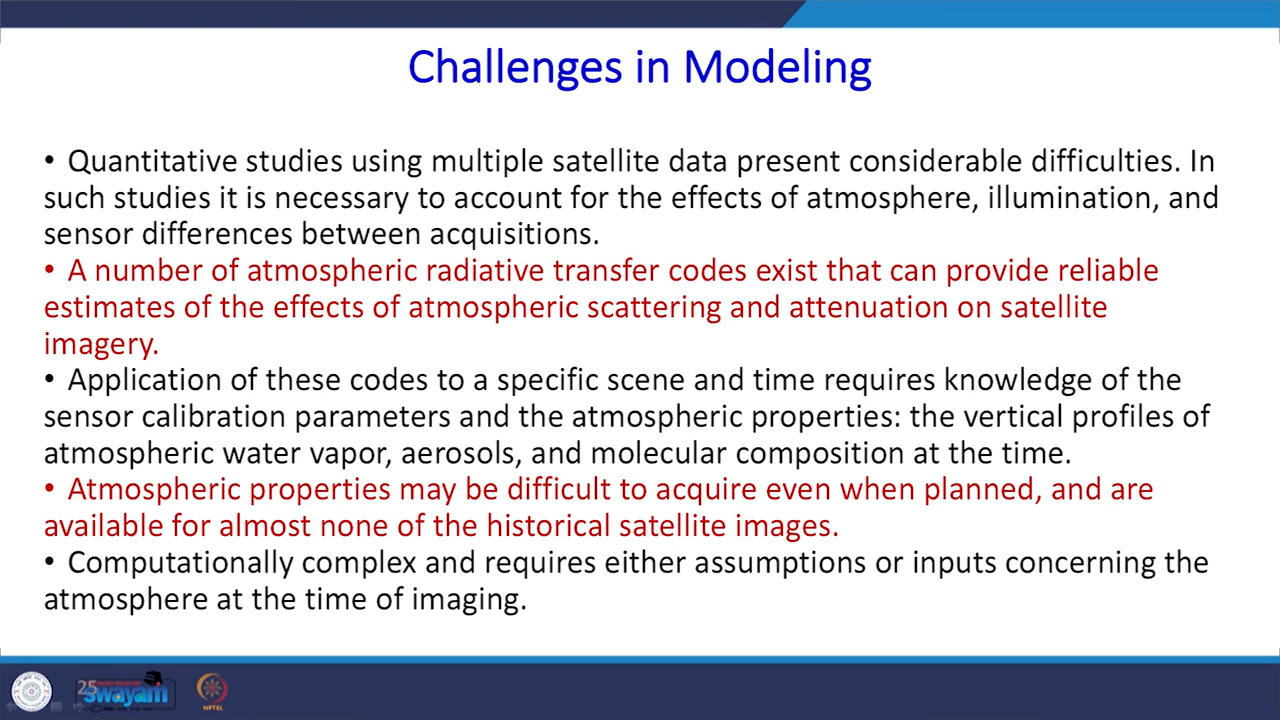 Challenges in Modeling
• Quantitative studies using multiple satellite data present considerable difficulties. In
such studies it is necessary to account for the effects of atmosphere, illumination, and
sensor differences between acquisitions.
• A number of atmospheric radiative transfer codes exist that can provide reliable
estimates of the effects of atmospheric scattering and attenuation on satellite
imagery.
• Application of these codes to a specific scene and time requires knowledge of the
sensor calibration parameters and the atmospheric properties: the vertical profiles of
atmospheric water vapor, aerosols, and molecular composition at the time.
• Atmospheric properties may be difficult to acquire even when planned, and are
available for almost none of the historical satellite images.
• Computationally complex and requires either assumptions or inputs concerning the
atmosphere at the time of imaging.
25
swayam
NPTEL